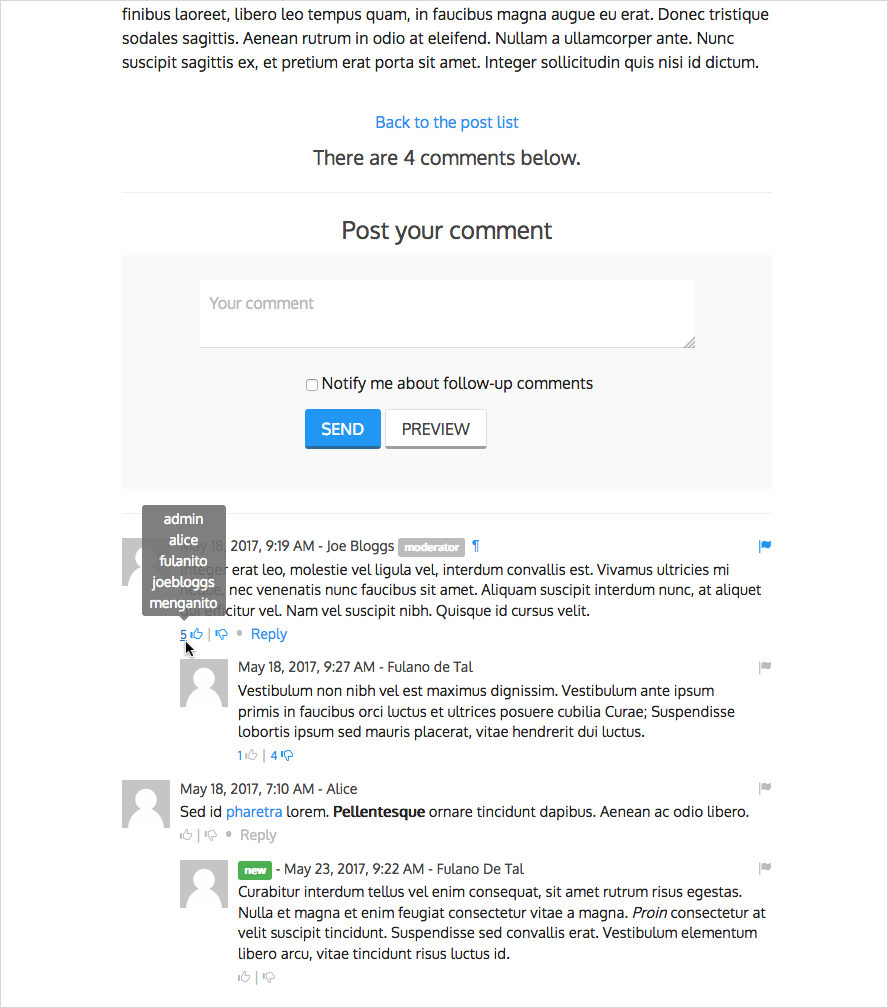 finibus laoreet, libero leo tempus quam, in faucibus magna augue eu erat. Donec tristique
sodales sagittis. Aenean rutrum in odio at eleifend. Nullam a ullamcorper ante. Nunc
suscipit sagittis ex, et pretium erat porta sit amet. Integer sollicitudin quis nisi id dictum.
Back to the post list
There are 4 comments below.
Post your comment
Your comment
Notify me about follow-up comments
SEND PREVIEW
admin
alice
fulanito
joebloggs
menganito
May 18, 2017, 9:19 AM - Joe Bloggs moderator ¶
Integer erat leo, molestie vel ligula vel, interdum convallis est. Vivamus ultricies mi
neque, nec venenatis nunc faucibus sit amet. Aliquam suscipit interdum nunc, at aliquet
dui efficitur vel. Nam vel suscipit nibh. Quisque id cursus velit.
5 | • Reply
May 18, 2017, 9:27 AM - Fulano de Tal
Vestibulum non nibh vel est maximus dignissim. Vestibulum ante ipsum
primis in faucibus orci luctus et ultrices posuere cubilia Curae; Suspendisse
lobortis ipsum sed mauris placerat, vitae hendrerit dui luctus.
1 | 4
May 18, 2017, 7:10 AM - Alice
Sed id pharetra lorem. Pellentesque ornare tincidunt dapibus. Aenean ac odio libero.
| • Reply
new - May 23, 2017, 9:22 AM - Fulano De Tal
Curabitur interdum tellus vel enim consequat, sit amet rutrum risus egestas.
Nulla et magna et enim feugiat consectetur vitae a magna. Proin consectetur at
velit suscipit tincidunt. Suspendisse sed convallis erat. Vestibulum elementum
libero arcu, vitae tincidunt risus luctus id.
|